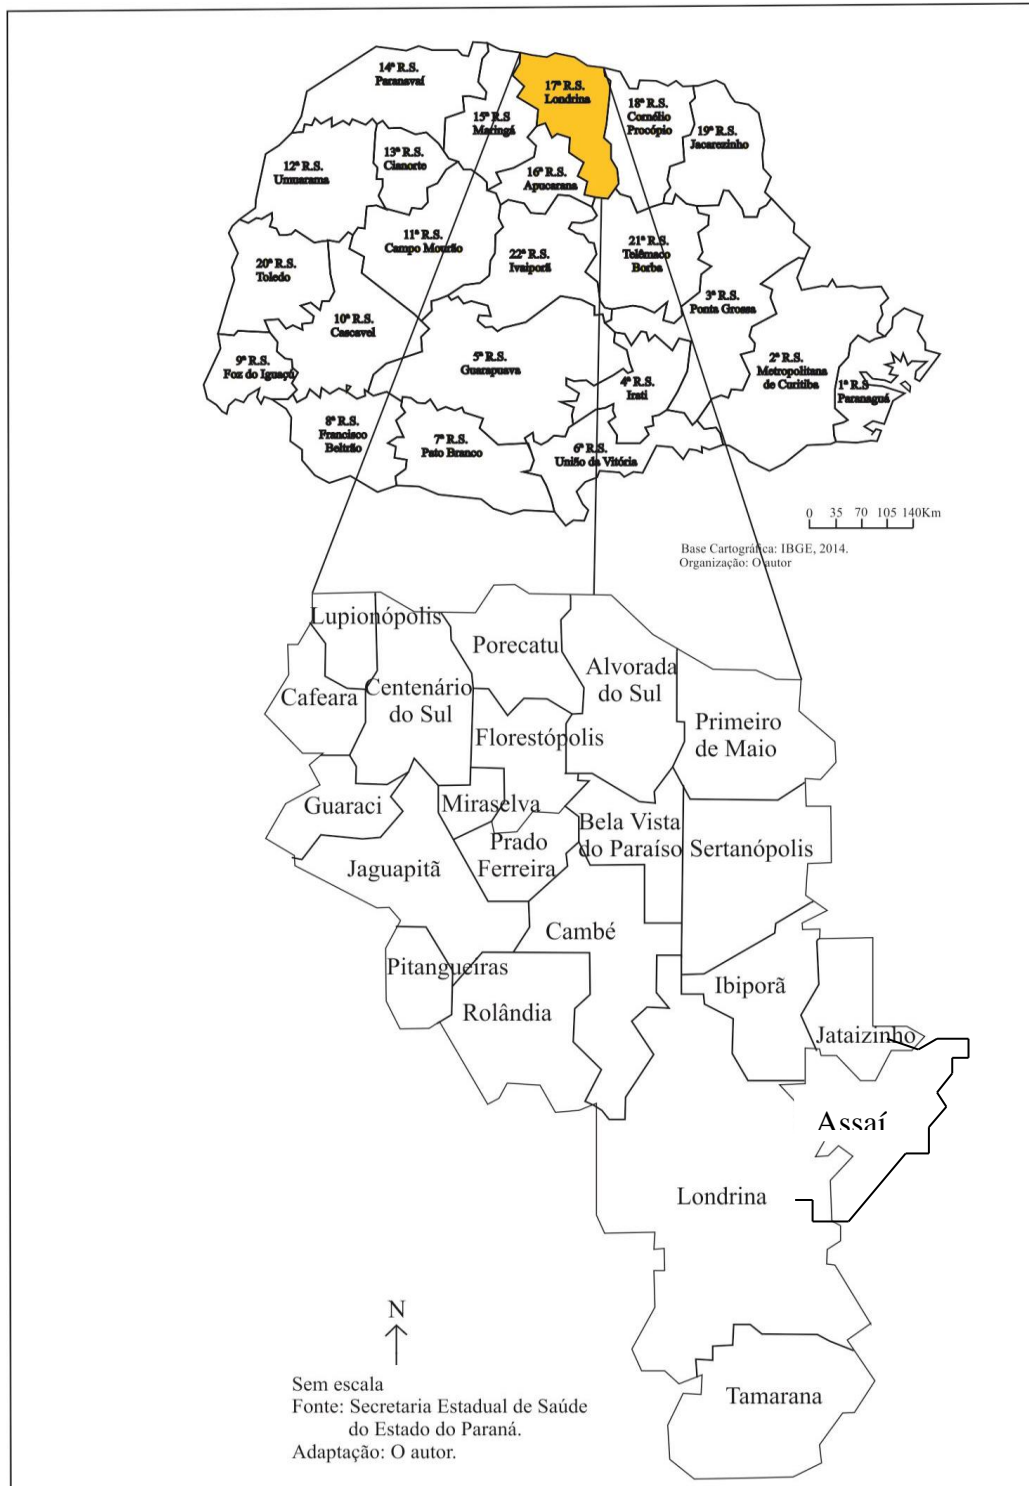 14ª R.S.
Paranavaí
17ª R.S.
Londrina
15ª R.S
Maringá
18ª R.S.
Cornélio
Procópio
19ª R.S.
Jacarezinho
13ª R.S.
Cianorte
12ª R.S.
Umuarama
16ª R.S.
Apucarana
11ª R.S.
Campo Mourão
22ª R.S.
Ivaiporã
21ª R.S.
Telêmaco
Borba
20ª R.S.
Toledo
3ª R.S.
Ponta Grossa
10ª R.S.
Cascavel
9ª R.S.
Foz do Iguaçú
5ª R.S.
Guarapuava
2ª R.S.
Metropolitana
de Curitiba
4ª R.S.
Irati
1ª R.S
Paranaguá
8ª R.S.
Francisco
Beltrão
7ª R.S.
Pato Branco
6ª R.S.
União da Vitória
0 35 70 105 140Km
Base Cartográfica: IBGE, 2014.
Organização: O autor
Lupionópolis
Porecatu
Alvorada
do Sul
Cafeara
Centenário
do Sul
Primeiro
de Maio
Florestópolis
Guaraci
Miraselva
Bela Vista
do Paraíso
Prado
Ferreira
Sertanópolis
Jaguapitã
Cambé
Pitangueiras
Ibiporã
Rolândia
Jataizinho
Assaí
Londrina
Tamarana
N
Sem escala
Fonte: Secretaria Estadual de Saúde
do Estado do Paraná.
Adaptação: O autor.